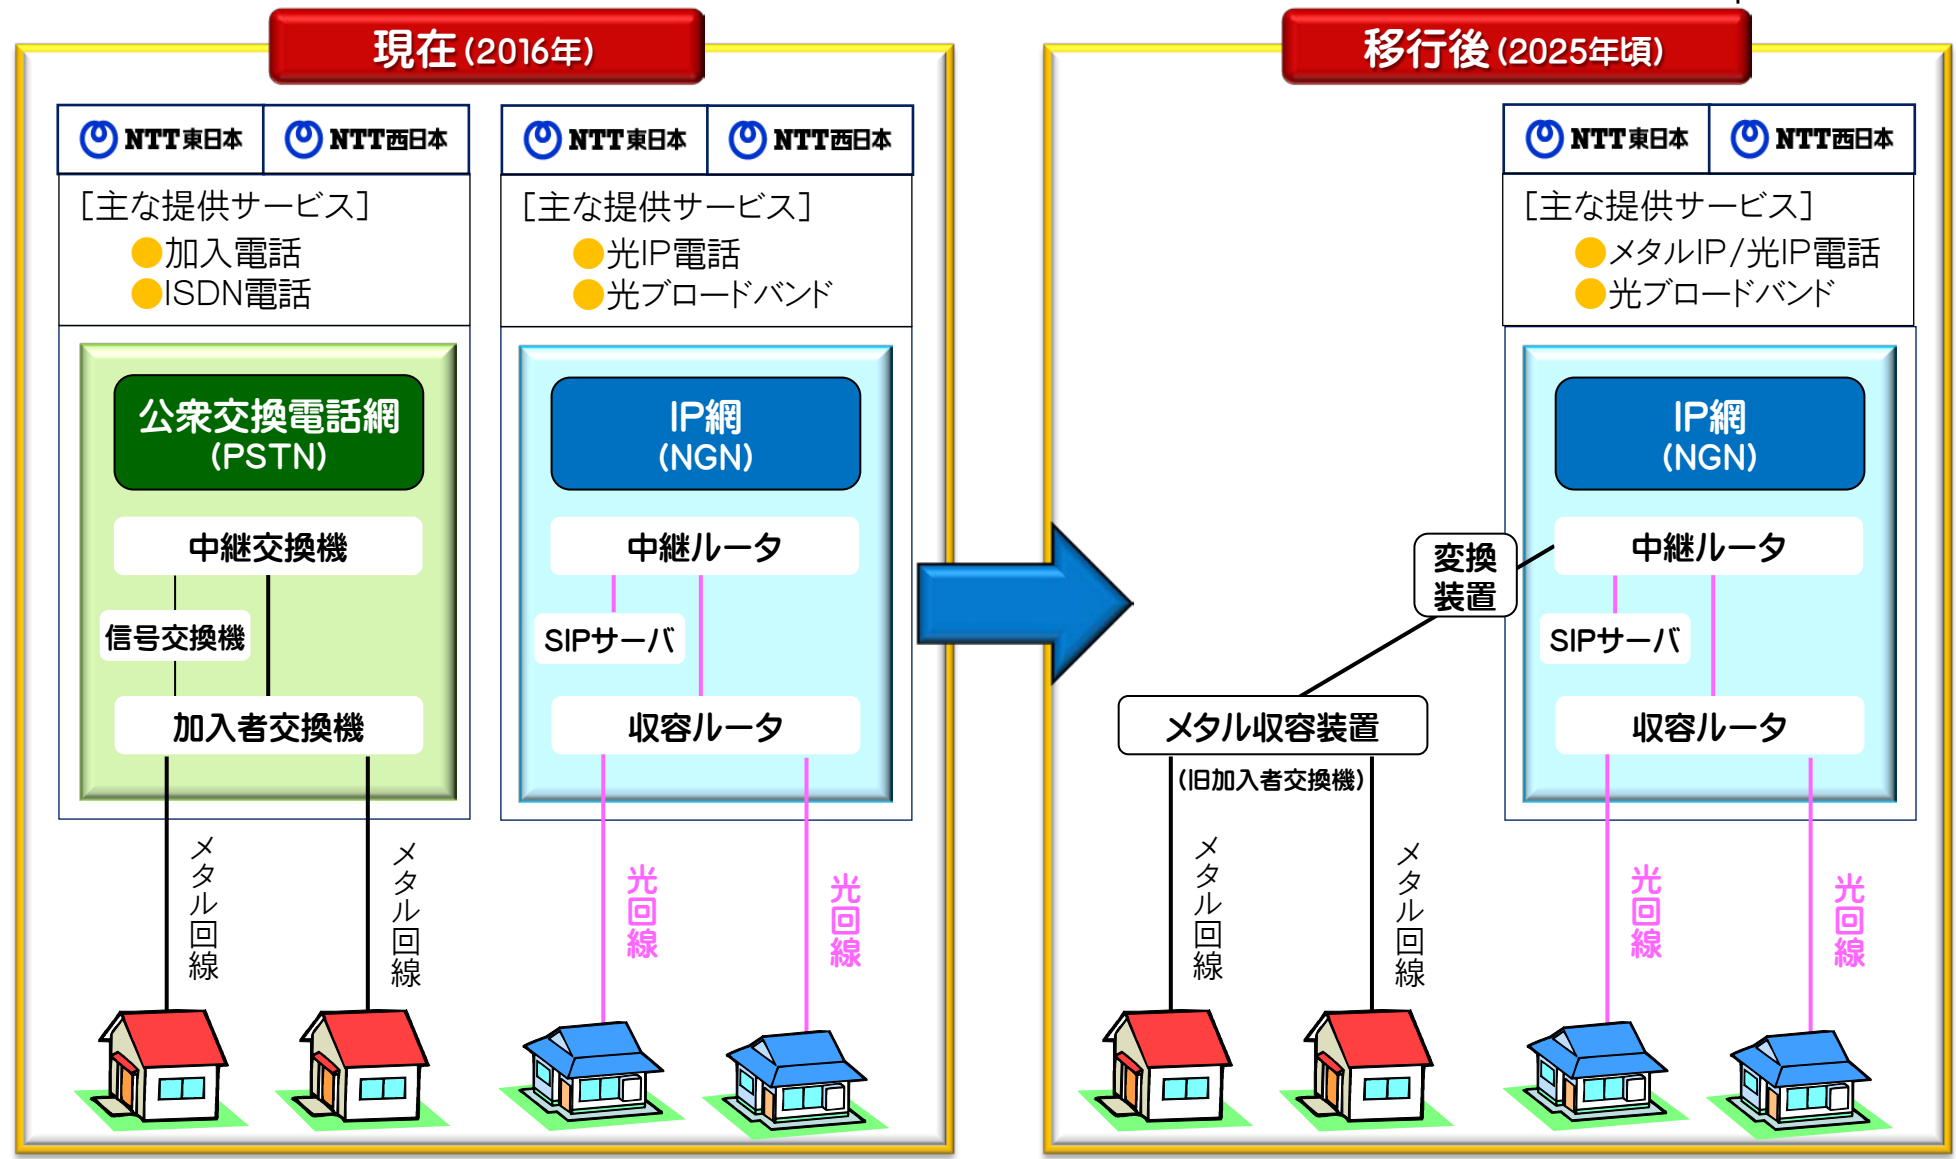 現在(2016年)
NTT東日本
NTT西日本
[主な提供サービス]
●加入電話
●ISDN電話
公衆交換電話網
(PSTN)
中継交換機
信号交換機
加入者交換機
メタル回線
メタル回線
NTT東日本
NTT西日本
[主な提供サービス]
●光IP電話
●光ブロードバンド
IP網
(NGN)
中継ルータ
SIPサーバ
収容ルータ
光回線
光回線
移行後(2025年頃)
NTT東日本
NTT西日本
[主な提供サービス]
●メタルIP/光IP電話
●光ブロードバンド
IP網
(NGN)
中継ルータ
変換
装置
SIPサーバ
メタル収容装置
(旧加入者交換機)
収容ルータ
メタル回線
メタル回線
光回線
光回線